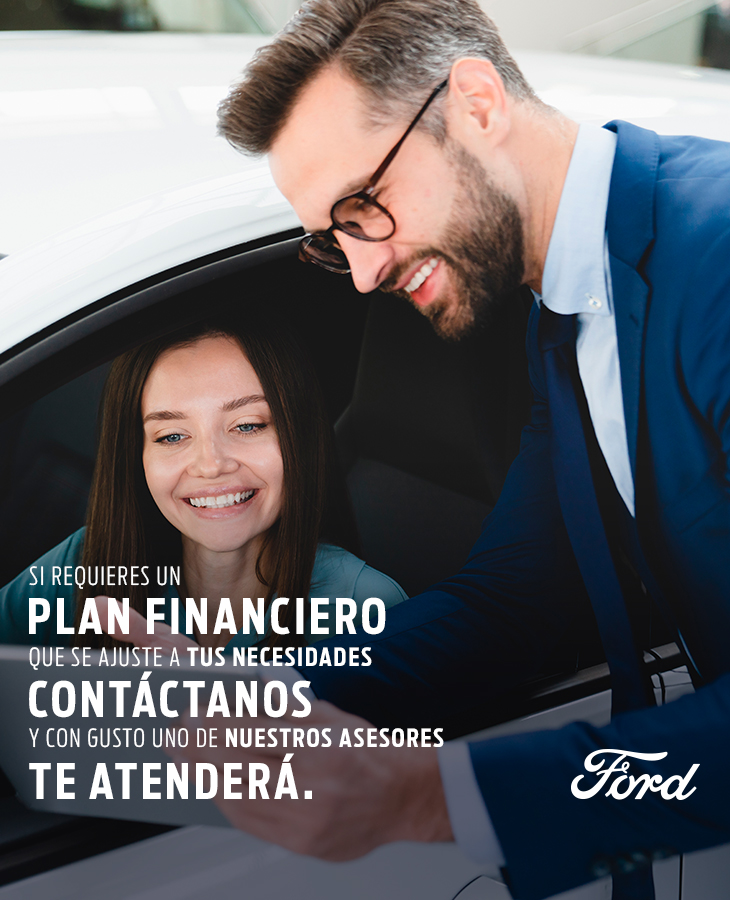 SI REQUIERES UN
PLAN FINANCIERO
QUE SE AJUSTE A TUS NECESIDADES
CONTÁCTANOS
Y CON GUSTO UNO DE NUESTROS ASESORES
TE ATENDERÁ.
Ford